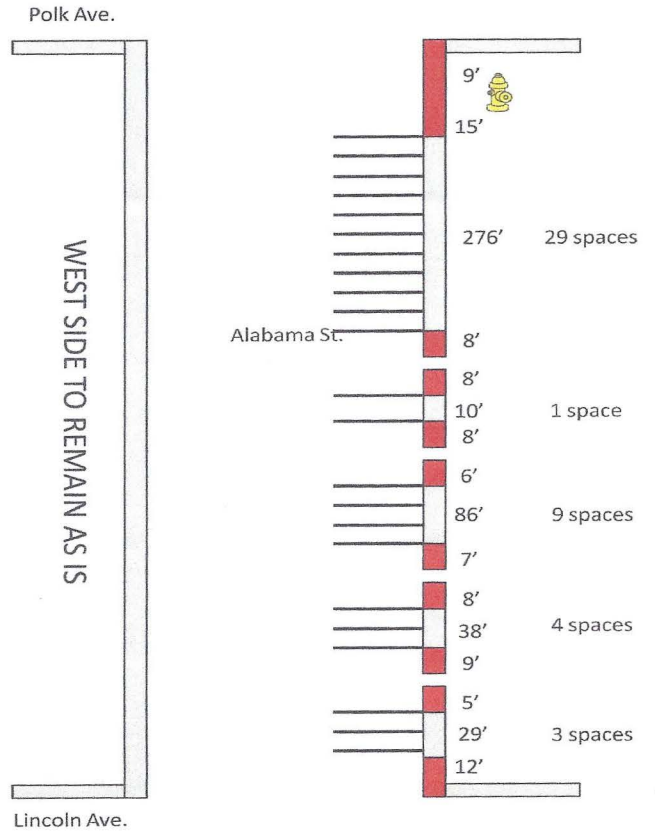 Polk Ave.
9’
15’
276’ 29 spaces
Alabama St.
8’
8’
10’ 1 space
8’
WEST SIDE TO REMAIN AS IS
6’
86’ 9 spaces
7’
8’
38’ 4 spaces
9’
5’
29’ 3 spaces
12’
Lincoln Ave.